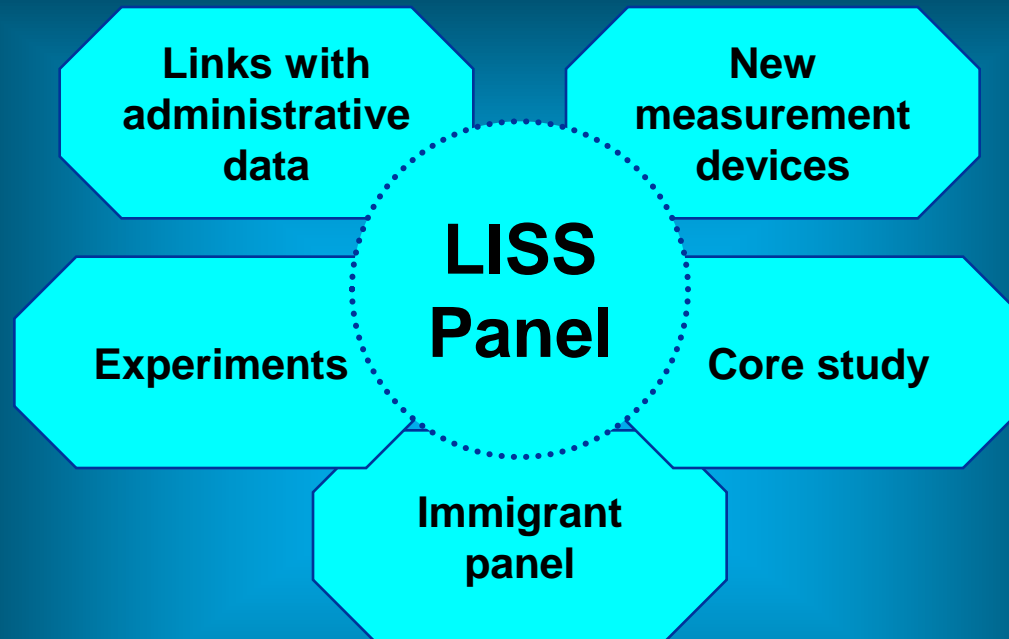 Links with
administrative
data
New
measurement
devices
LISS
Panel
Experiments
Core study
Immigrant
panel